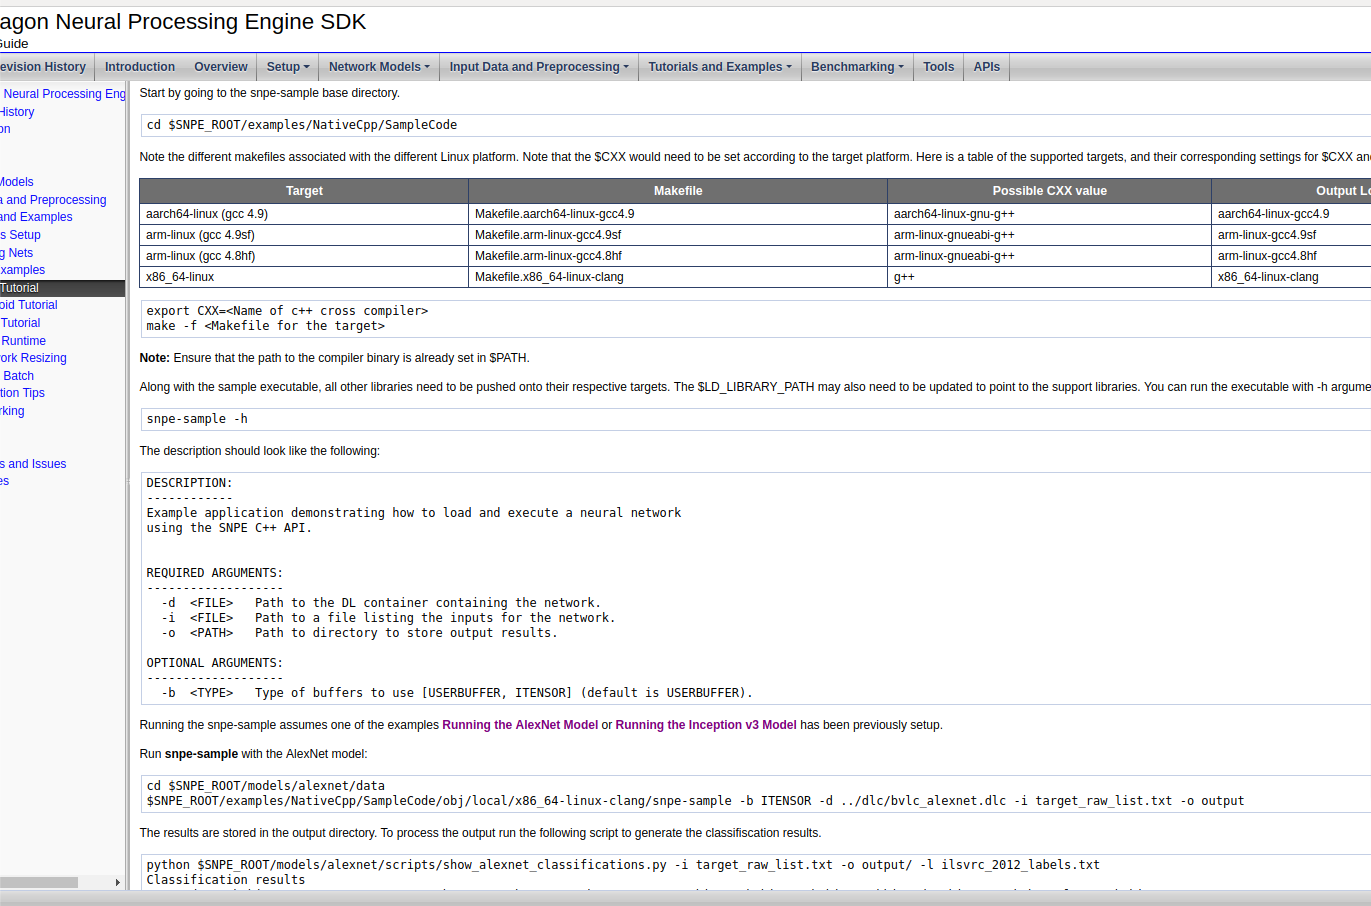 agon Neural Processing Engine SDK
Guide
evision History Introduction Overview Setup Network Models Input Data and Preprocessing Tutorials and Examples Benchmarking Tools APIs
Neural Processing Eng
History
on
Models
a and Preprocessing
and Examples
s Setup
g Nets
xamples
Tutorial
oid Tutorial
Tutorial
Runtime
ork Resizing
Batch
tion Tips
rking
s and Issues
es
Start by going to the snpe-sample base directory.
cd $SNPE_ROOT/examples/NativeCpp/SampleCode
Note the different makefiles associated with the different Linux platform. Note that the $CXX would need to be set according to the target platform. Here is a table of the supported targets, and their corresponding settings for $CXX an
Target Makefile Possible CXX value Output Lo
aarch64-linux (gcc 4.9) Makefile.aarch64-linux-gcc4.9 aarch64-linux-gnu-g++ aarch64-linux-gcc4.9
arm-linux (gcc 4.9sf) Makefile.arm-linux-gcc4.9sf arm-linux-gnueabi-g++ arm-linux-gcc4.9sf
arm-linux (gcc 4.8hf) Makefile.arm-linux-gcc4.8hf arm-linux-gnueabi-g++ arm-linux-gcc4.8hf
x86_64-linux Makefile.x86_64-linux-clang g++ x86_64-linux-clang
export CXX=<Name of c++ cross compiler>
make -f <Makefile for the target>
Note: Ensure that the path to the compiler binary is already set in $PATH.
Along with the sample executable, all other libraries need to be pushed onto their respective targets. The $LD_LIBRARY_PATH may also need to be updated to point to the support libraries. You can run the executable with -h argume
snpe-sample -h
The description should look like the following:
DESCRIPTION:
------------
Example application demonstrating how to load and execute a neural network
using the SNPE C++ API.
REQUIRED ARGUMENTS:
-------------------
-d <FILE> Path to the DL container containing the network.
-i <FILE> Path to a file listing the inputs for the network.
-o <PATH> Path to directory to store output results.
OPTIONAL ARGUMENTS:
-------------------
-b <TYPE> Type of buffers to use [USERBUFFER, ITENSOR] (default is USERBUFFER).
Running the snpe-sample assumes one of the examples Running the AlexNet Model or Running the Inception v3 Model has been previously setup.
Run snpe-sample with the AlexNet model:
cd $SNPE_ROOT/models/alexnet/data
$SNPE_ROOT/examples/NativeCpp/SampleCode/obj/local/x86_64-linux-clang/snpe-sample -b ITENSOR -d ../dlc/bvlc_alexnet.dlc -i target_raw_list.txt -o output
The results are stored in the output directory. To process the output run the following script to generate the classifiscation results.
python $SNPE_ROOT/models/alexnet/scripts/show_alexnet_classifications.py -i target_raw_list.txt -o output/ -l ilsvrc_2012_labels.txt
Classification results